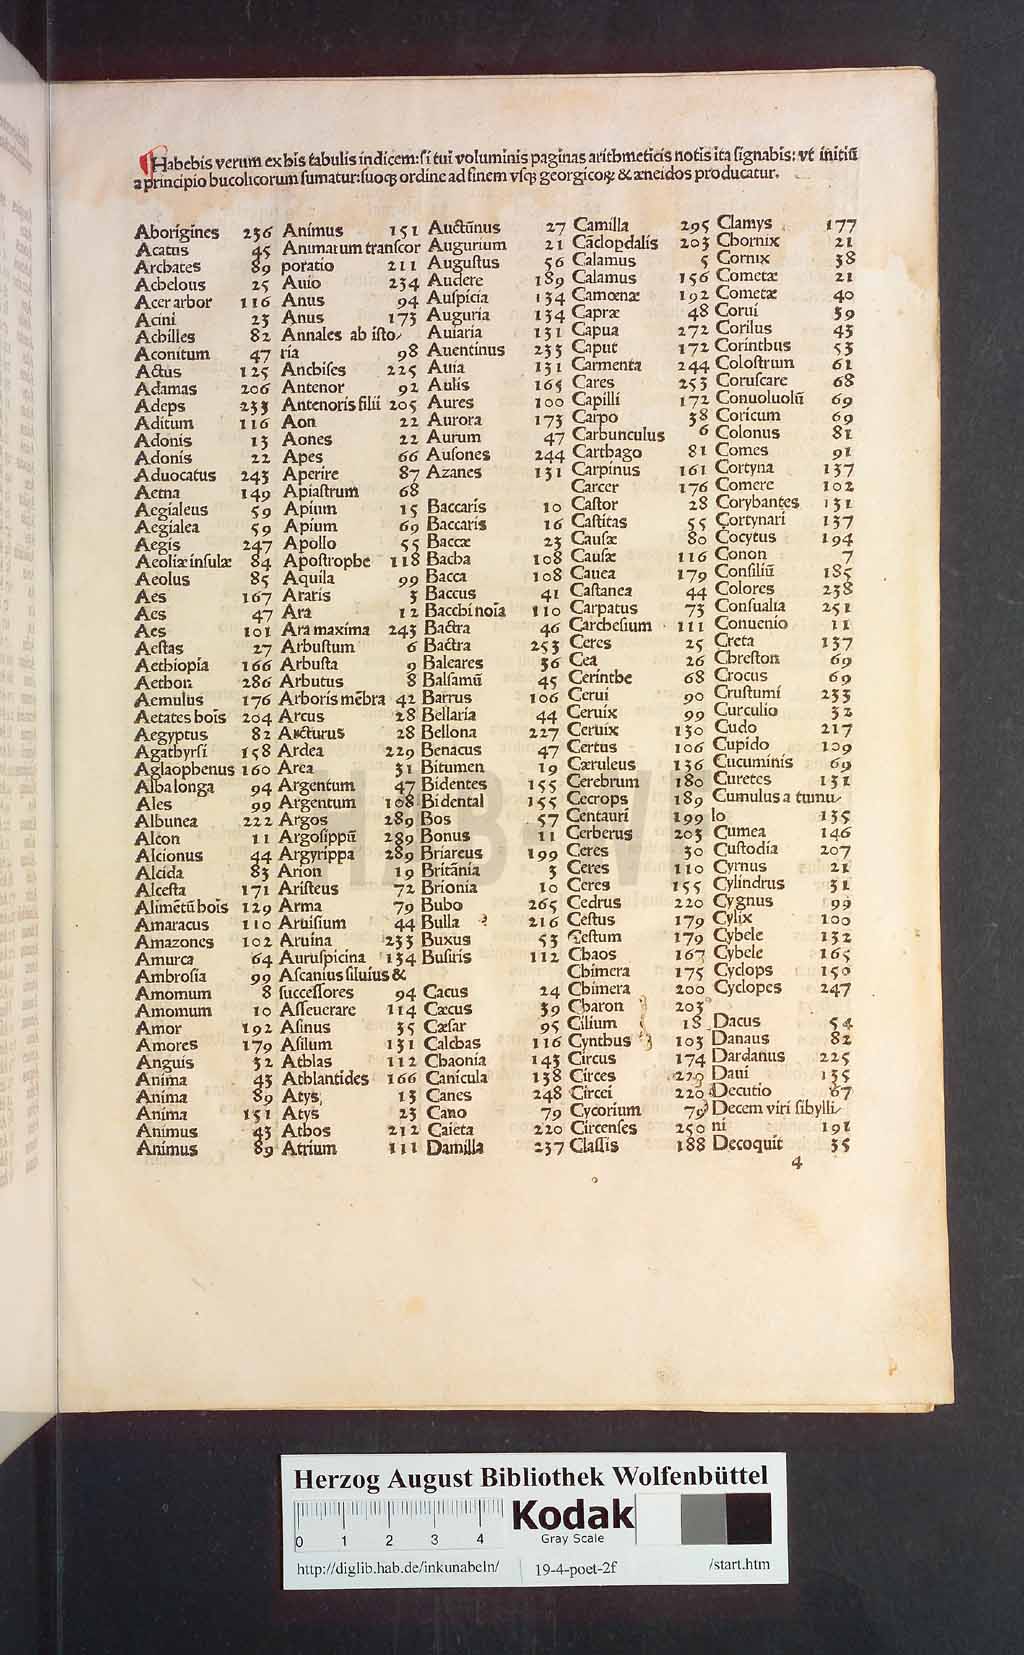 ¶Habebis verum ex his tabulis indicem: si tui voluminis paginas arithmeticis notis ita signabis: vt initiū
a principio bucolicorum sumatur: suoqꝫ ordine ad finem vsqꝫ georgicoꝝ & æneidos producatur.
Aborigines 236
Acatus 45
Archates 89
Achelous 25
Acer arbor 116
Acini 23
Achilles 82
Aconitum 47
Actus 125
Adamas 206
Adeps 233
Aditum 116
Adonis 13
Adonis 22
Aduocatus 243
Aetna 149
Aegialeus 59
Aegialea 59
Aegis 247
Aeoliæ insulæ 84
Aeolus 85
Aes 167
Aes 47
Aes 101
Aestas 27
Aethiopia 166
Aethon 286
Aemulus 176
Aetates hois 204
Aegyptus 82
Agathyrsi 158
Aglaophenus 160
Alba longa 94
Ales 99
Albunea 222
Alcon 11
Alcionus 44
Alcida 83
Alcesta 171
Alimētū hois 129
Amaracus 110
Amazones 102
Amurca 64
Ambrosia 99
Amomum 8
Amomum 10
Amor 192
Amores 179
Anguis 32
Anima 43
Anima 89
Anima 151
Animus 43
Animus 89
Animus 151
Animarum transcor
poratio 211
Auio 234
Anus 94
Anus 173
Annales ab isto
ria 98
Anchises 225
Antenor 92
Antenoris filii 205
Aon 22
Aones 22
Apes 66
Aperire 87
Apiastrum 68
Apium 15
Apium 69
Apollo 55
Apostrophe 118
Aquila 99
Araris 3
Ara 12
Ara maxima 243
Arbustum 6
Arbusta 9
Arbutus 8
Arboris mēbra 42
Arcus 28
Arcturus 28
Ardea 229
Area 31
Argentum 47
Argentum 108
Argos 289
Argosippū 289
Argyrippa 289
Arion 19
Aristeus 72
Arma 79
Aruisium 44
Aruina 233
Auruspicina 134
Ascanius siluius &
successores 94
Asseuerare 114
Asinus 35
Asilum 131
Athlas 112
Athlantides 166
Atys 13
Atys 23
Athos 212
Atrium 111
Auctūnus 27
Augurium 21
Augustus 56
Audere 189
Auspicia 134
Auguria 134
Auiaria 131
Auentinus 233
Auia 131
Aulis 165
Aures 100
Aurora 173
Aurum 47
Ausones 244
Azanes 131
Baccaris 10
Baccaris 16
Baccæ 23
Bacha 108
Bacca 108
Baccus 41
Bacchi noīa 110
Bactra 46
Bactra 253
Baleares 36
Balsamū 45
Barrus 106
Bellaria 44
Bellona 227
Benacus 47
Bitumen 19
Bidentes 155
Bidental 155
Bos 57
Bonus 11
Briareus 199
Britānia 3
Brionia 10
Bubo 265
Bulla 216
Buxus 53
Busiris 112
Cacus 24
Cæcus 39
Cæsar 95
Calchas 116
Chaonia 143
Canicula 138
Canes 248
Cano 79
Caieta 220
Damilla 237
Camilla 295
Cāclopdalis 203
Calamus 5
Calamus 156
Camœnæ 192
Capræ 48
Capua 272
Caput 172
Carmenta 244
Cares 253
Capilli 172
Carpo 38
Carbunculus 6
Carthago 81
Carpinus 161
Carcer 176
Castor 28
Castitas 55
Causæ 80
Causæ 116
Cauea 179
Castanea 44
Carpatus 73
Carchesium 111
Ceres 25
Cea 26
Cerinthe 68
Cerui 90
Ceruix 99
Ceruix 130
Certus 106
Cæruleus 136
Cerebrum 180
Cecrops 189
Centauri 199
Cerberus 203
Ceres 30
Ceres 110
Ceres 155
Cedrus 220
Cestus 179
Cestum 179
Chaos 167
Chimera 175
Chimera 200
Charon 203
Cilium 18
Cynthus 103
Circus 174
Circes 229
Circei 220
Cycorium 79
Circenses 250
Classis 188
Clamys 177
Chornix 21
Cornix 38
Cometæ 21
Cometæ 40
Corui 39
Corilus 43
Corinthus 53
Colostrum 61
Coruscare 68
Conuoluolū 69
Coricum 69
Colonus 81
Comes 91
Cortyna 137
Comere 102
Corybantes 131
Cortynari 137
Cocytus 194
Conon 7
Consiliū 185
Colores 238
Consualia 251
Conuenio 11
Creta 137
Chreston 69
Crocus 69
Crustumi 233
Curculio 32
Cudo 217
Cupido 109
Cucuminis 69
Curetes 131
Cumulus a tumu
lo 135
Cumea 146
Custodia 207
Cyrnus 21
Cylindrus 31
Cygnus 99
Cylix 100
Cybele 132
Cybele 165
Cyclops 150
Cyclopes 247
Dacus 54
Danaus 82
Dardanus 225
Daui 135
Decutio 67
Decem viri sibylli
ni 191
Decoquit 35
4
HAB WF
Herzog August Bibliothek Wolfenbüttel
0 1 2 3 4
Kodak
Gray Scale
http://diglib.hab.de/inkunabeln/ 19-4-poet-2f /start.htm